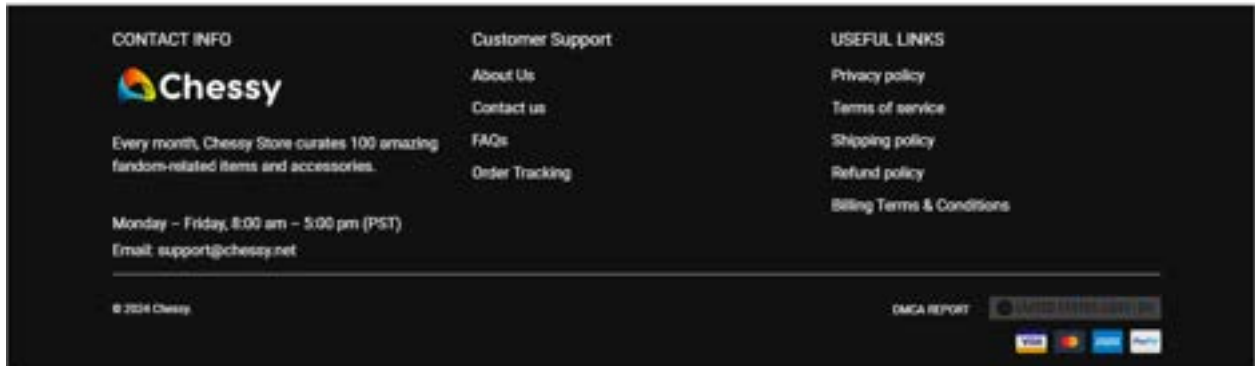 CONTACT INFO
Chessy
Every month, Chessy Store curates 100 amazing
fandom-related items and accessories.
Monday – Friday, 8:00 am – 5:00 pm (PST)
Email: support@chessy.net
Customer Support
About Us
Contact us
FAQs
Order Tracking
USEFUL LINKS
Privacy policy
Terms of service
Shipping policy
Refund policy
Billing Terms & Conditions
© 2024 Chessy.
DMCA REPORT
VISA
PayPal